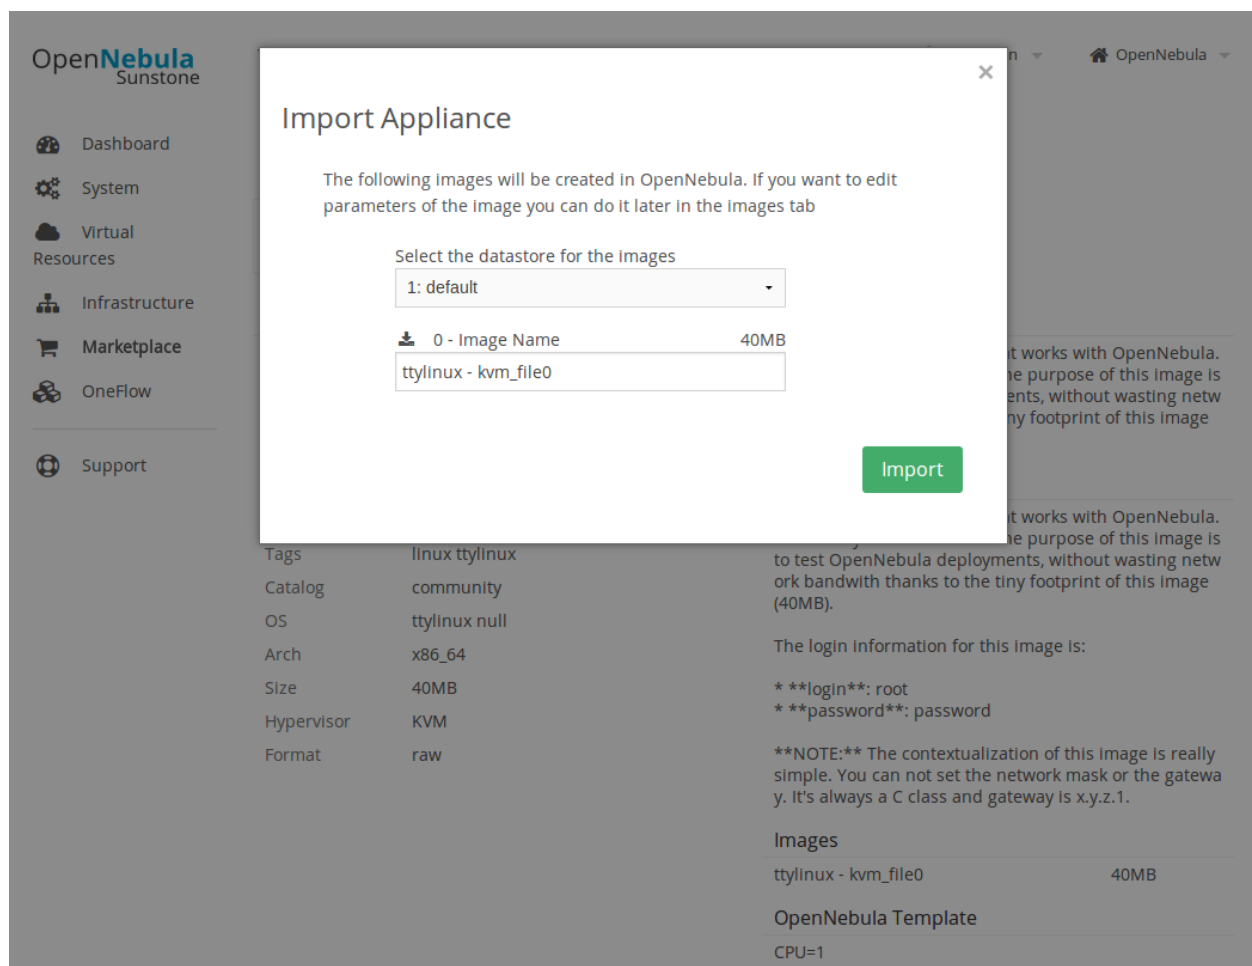 OpenNebula
Sunstone
n
OpenNebula
Dashboard
System
Virtual
Resources
Infrastructure
Marketplace
OneFlow
Support
×
Import Appliance
The following images will be created in OpenNebula. If you want to edit
parameters of the image you can do it later in the images tab
Select the datastore for the images
1: default
0 - Image Name 40MB
ttylinux - kvm_file0
Import
t works with OpenNebula.
he purpose of this image is
ents, without wasting netw
ny footprint of this image
Tags linux ttylinux
Catalog community
OS ttylinux null
Arch x86_64
Size 40MB
Hypervisor KVM
Format raw
t works with OpenNebula.
he purpose of this image is
to test OpenNebula deployments, without wasting netw
ork bandwith thanks to the tiny footprint of this image
(40MB).
The login information for this image is:
* **login**: root
* **password**: password
**NOTE:** The contextualization of this image is really
simple. You can not set the network mask or the gatewa
y. It's always a C class and gateway is x.y.z.1.
Images
ttylinux - kvm_file0 40MB
OpenNebula Template
CPU=1